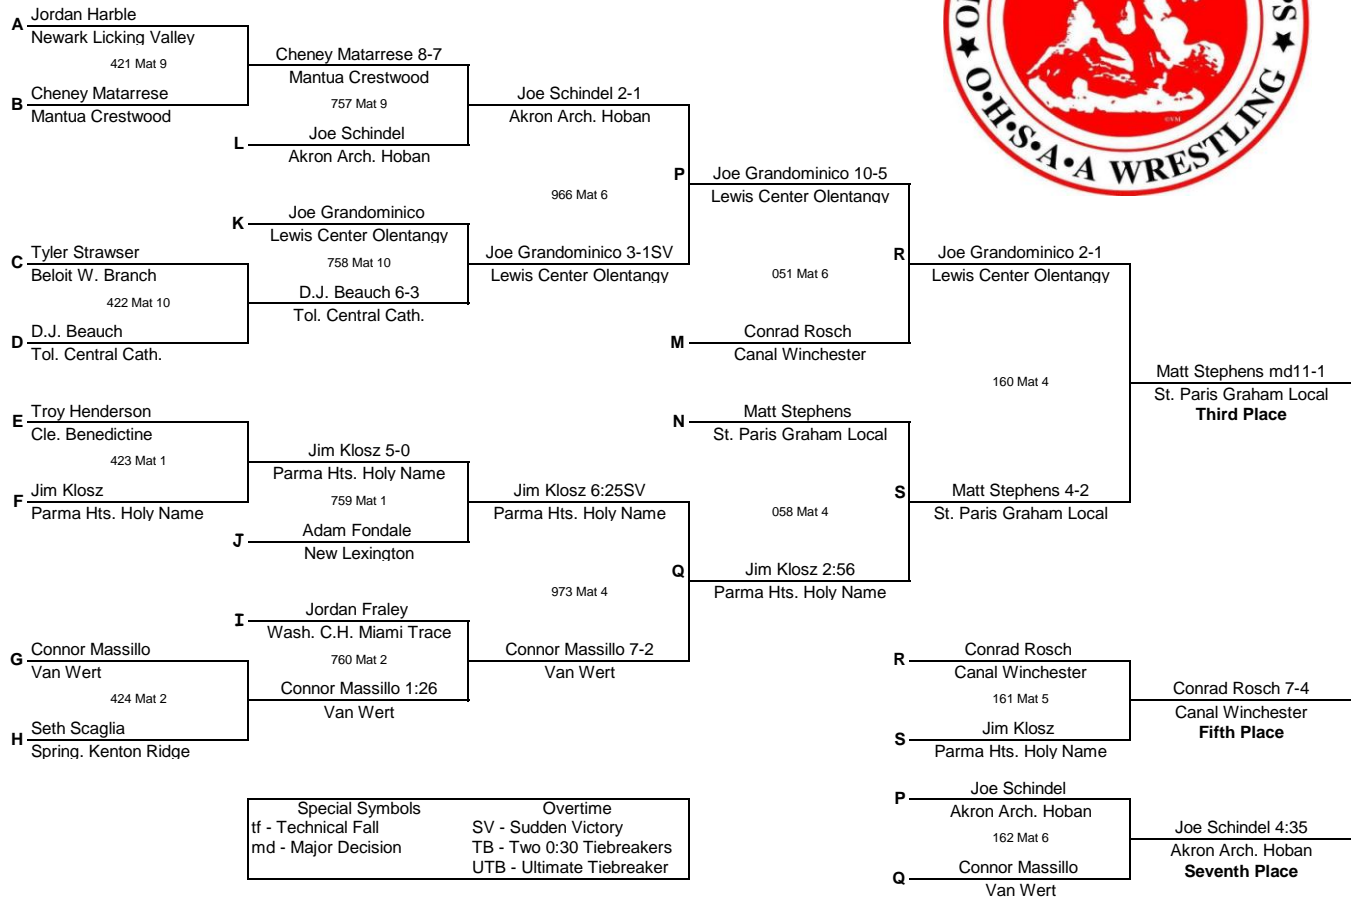 A Jordan Harble
Newark Licking Valley
421 Mat 9
B Cheney Matarrese
Mantua Crestwood
Cheney Matarrese 8-7
Mantua Crestwood
757 Mat 9
L Joe Schindel
Akron Arch. Hoban
Joe Schindel 2-1
Akron Arch. Hoban
966 Mat 6
K Joe Grandominico
Lewis Center Olentangy
758 Mat 10
C Tyler Strawser
Beloit W. Branch
422 Mat 10
D D.J. Beauch
Tol. Central Cath.
D.J. Beauch 6-3
Tol. Central Cath.
Joe Grandominico 3-1SV
Lewis Center Olentangy
P Joe Grandominico 10-5
Lewis Center Olentangy
051 Mat 6
M Conrad Rosch
Canal Winchester
R Joe Grandominico 2-1
Lewis Center Olentangy
160 Mat 4
Matt Stephens md11-1
St. Paris Graham Local
Third Place
E Troy Henderson
Cle. Benedictine
423 Mat 1
F Jim Klosz
Parma Hts. Holy Name
Jim Klosz 5-0
Parma Hts. Holy Name
759 Mat 1
J Adam Fondale
New Lexington
Jim Klosz 6:25SV
Parma Hts. Holy Name
973 Mat 4
N Matt Stephens
St. Paris Graham Local
058 Mat 4
S Matt Stephens 4-2
St. Paris Graham Local
Q Jim Klosz 2:56
Parma Hts. Holy Name
I Jordan Fraley
Wash. C.H. Miami Trace
760 Mat 2
G Connor Massillo
Van Wert
424 Mat 2
H Seth Scaglia
Spring. Kenton Ridge
Connor Massillo 1:26
Van Wert
Connor Massillo 7-2
Van Wert
R Conrad Rosch
Canal Winchester
161 Mat 5
S Jim Klosz
Parma Hts. Holy Name
Conrad Rosch 7-4
Canal Winchester
Fifth Place
P Joe Schindel
Akron Arch. Hoban
162 Mat 6
Q Connor Massillo
Van Wert
Joe Schindel 4:35
Akron Arch. Hoban
Seventh Place
Special Symbols
tf - Technical Fall
md - Major Decision
Overtime
SV - Sudden Victory
TB - Two 0:30 Tiebreakers
UTB - Ultimate Tiebreaker
★ O•H•S•A•A WRESTLING ★